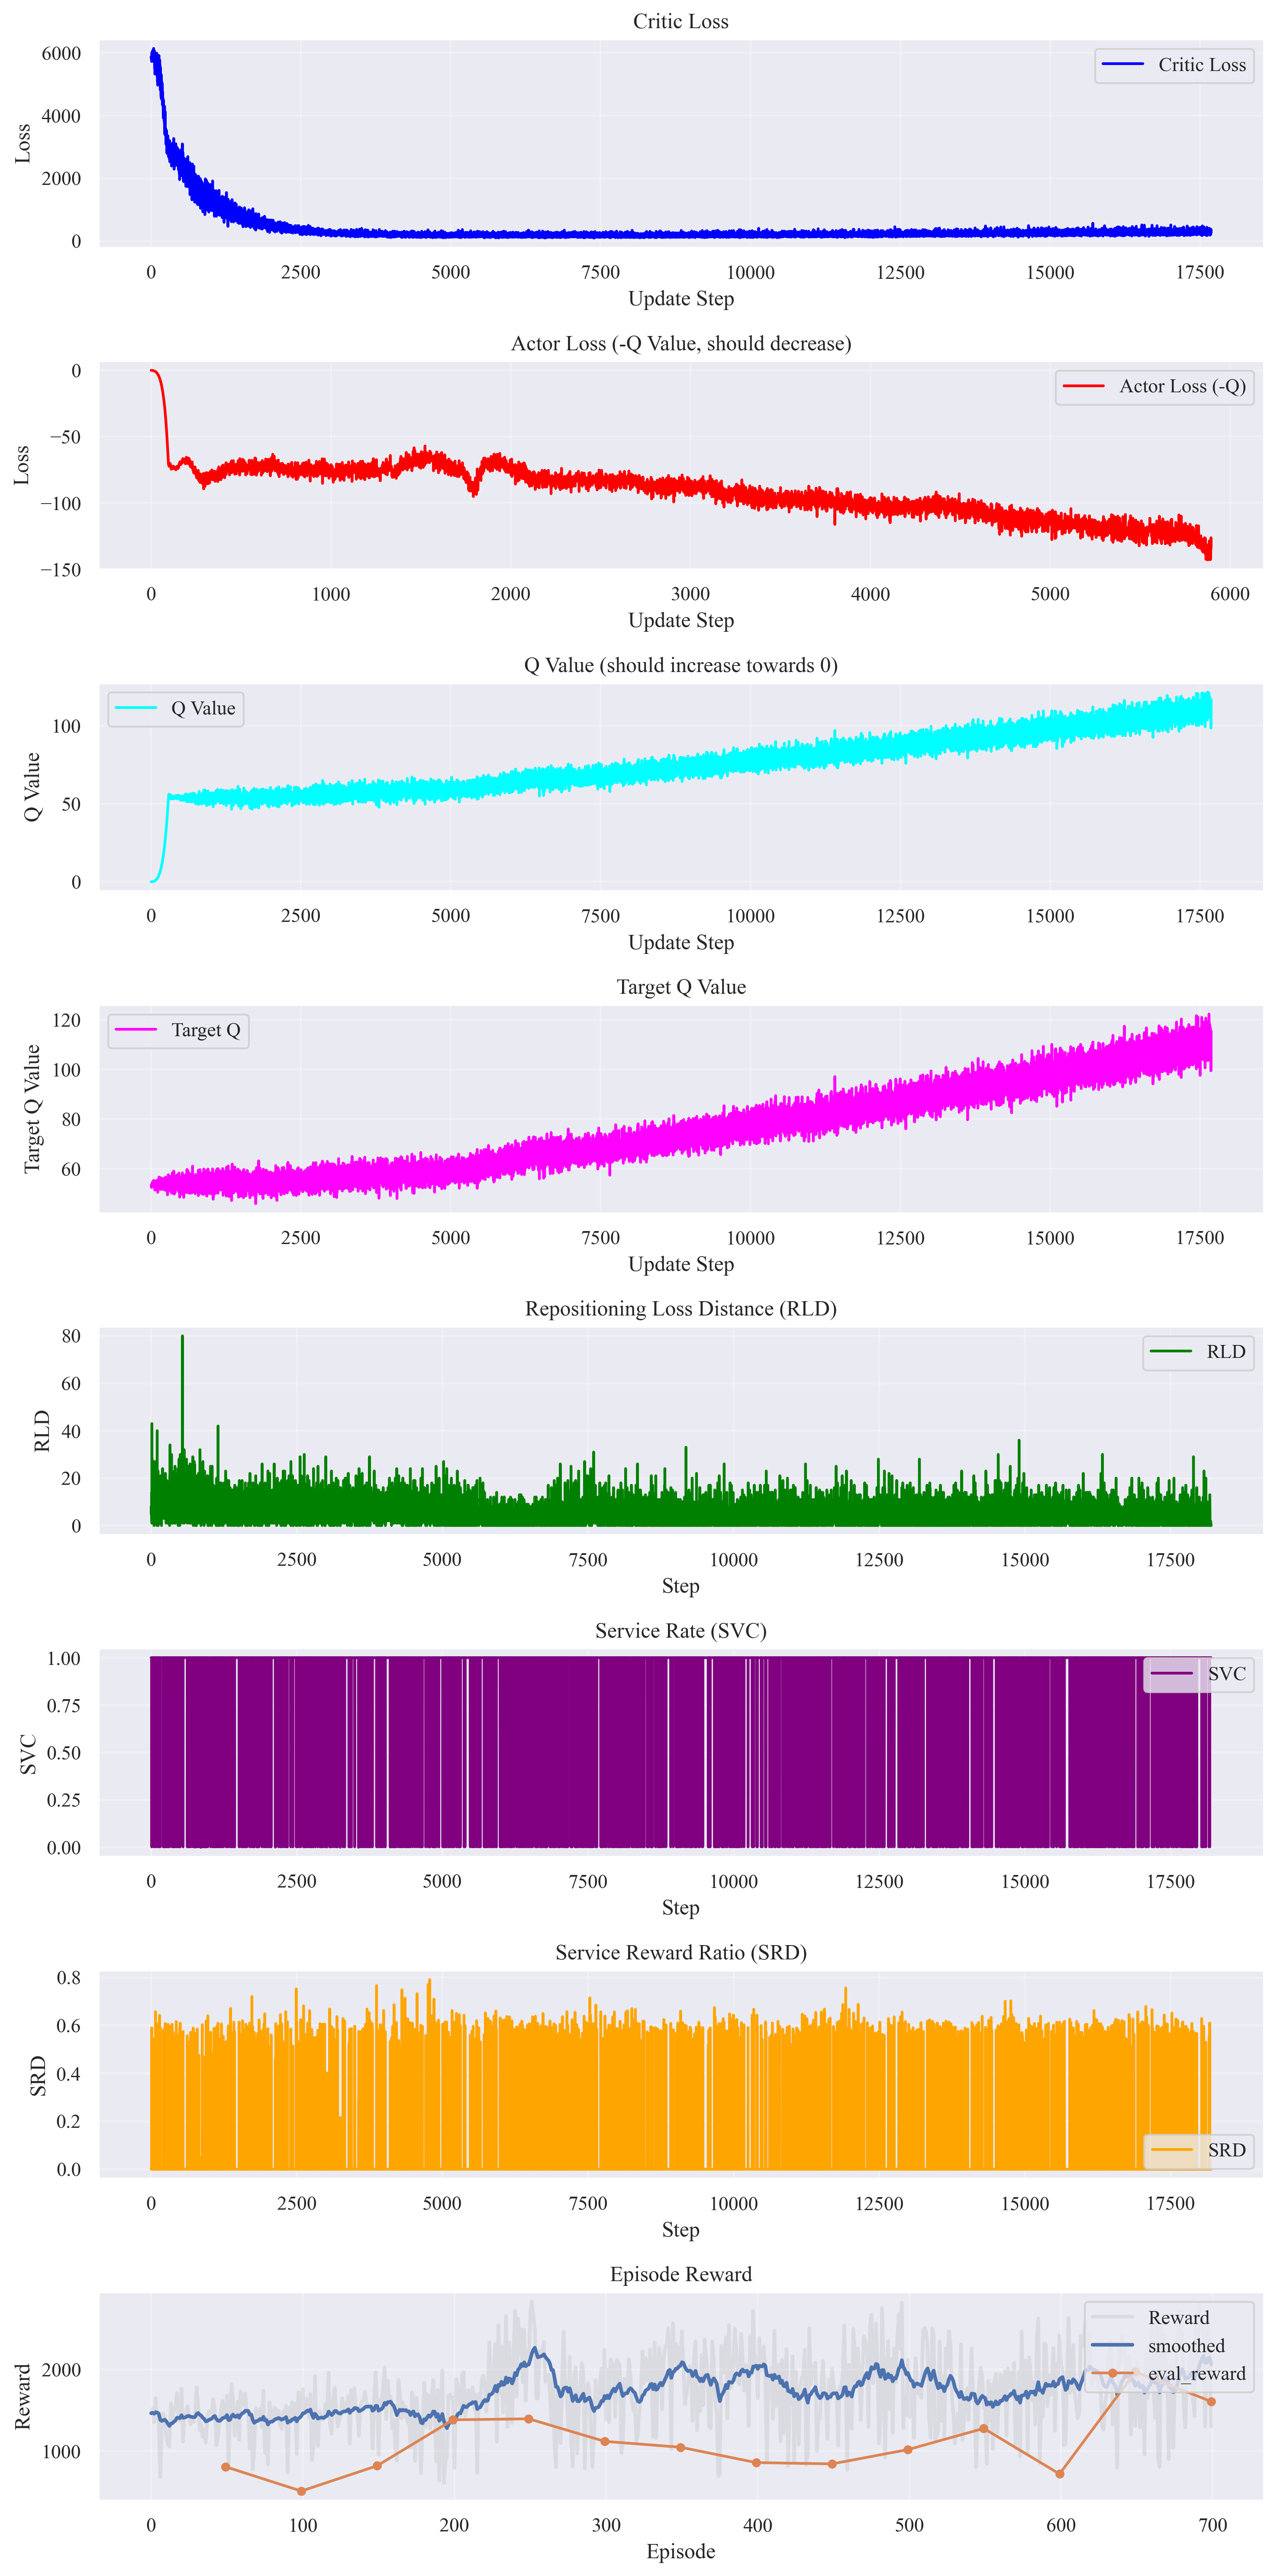 Critic Loss
Critic Loss
6000
4000
2000
0
Loss
0 2500 5000 7500 10000 12500 15000 17500
Update Step
Actor Loss (-Q Value, should decrease)
Actor Loss (-Q)
0
−50
−100
−150
Loss
0 1000 2000 3000 4000 5000 6000
Update Step
Q Value (should increase towards 0)
Q Value
100
50
0
Q Value
0 2500 5000 7500 10000 12500 15000 17500
Update Step
Target Q Value
Target Q
120
100
80
60
Target Q Value
0 2500 5000 7500 10000 12500 15000 17500
Update Step
Repositioning Loss Distance (RLD)
RLD
80
60
40
20
0
RLD
0 2500 5000 7500 10000 12500 15000 17500
Step
Service Rate (SVC)
SVC
1.00
0.75
0.50
0.25
0.00
SVC
0 2500 5000 7500 10000 12500 15000 17500
Step
Service Reward Ratio (SRD)
0.8
0.6
0.4
0.2
0.0
SRD
SRD
0 2500 5000 7500 10000 12500 15000 17500
Step
Episode Reward
Reward
smoothed
eval_reward
2000
1000
Reward
0 100 200 300 400 500 600 700
Episode